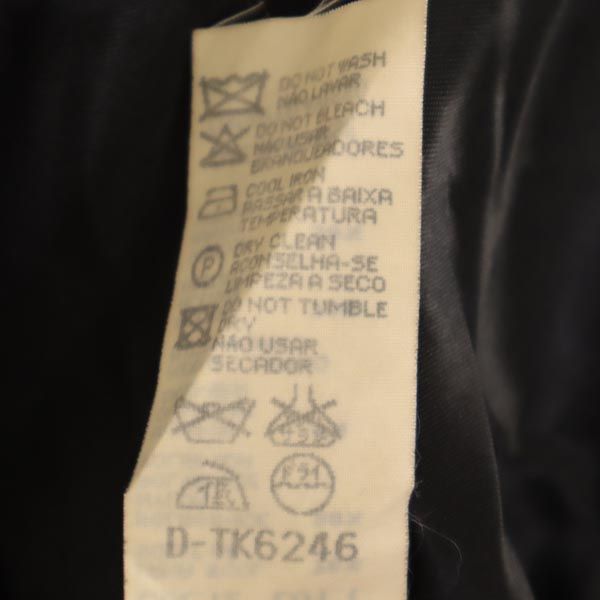 DO NOT WASH
NÃO LAVAR
DO NOT BLEACH
NÃO USAR
BRANQUEADORES
COOL IRON
PASSAR A BAIXA
TEMPERATURA
P
DRY CLEAN
ACONSELHA-SE
LIMPEZA A SECO
DO NOT TUMBLE
DRY
NÃO USAR
SECADOR
D-TK6246